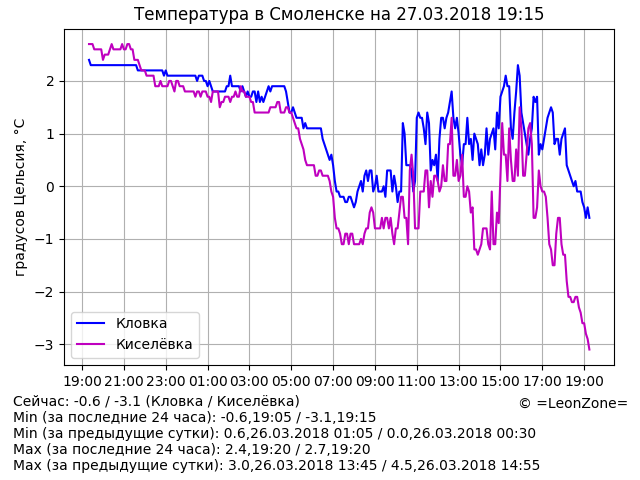 Температура в Смоленске на 27.03.2018 19:15
градусов Цельсия, °C
2
1
0
−1
−2
−3
Кловка
Киселёвка
19:00 21:00 23:00 01:00 03:00 05:00 07:00 09:00 11:00 13:00 15:00 17:00 19:00
Сейчас: -0.6 / -3.1 (Кловка / Киселёвка)
© =LeonZone=
Min (за последние 24 часа): -0.6,19:05 / -3.1,19:15
Min (за предыдущие сутки): 0.6,26.03.2018 01:05 / 0.0,26.03.2018 00:30
Max (за последние 24 часа): 2.4,19:20 / 2.7,19:20
Max (за предыдущие сутки): 3.0,26.03.2018 13:45 / 4.5,26.03.2018 14:55